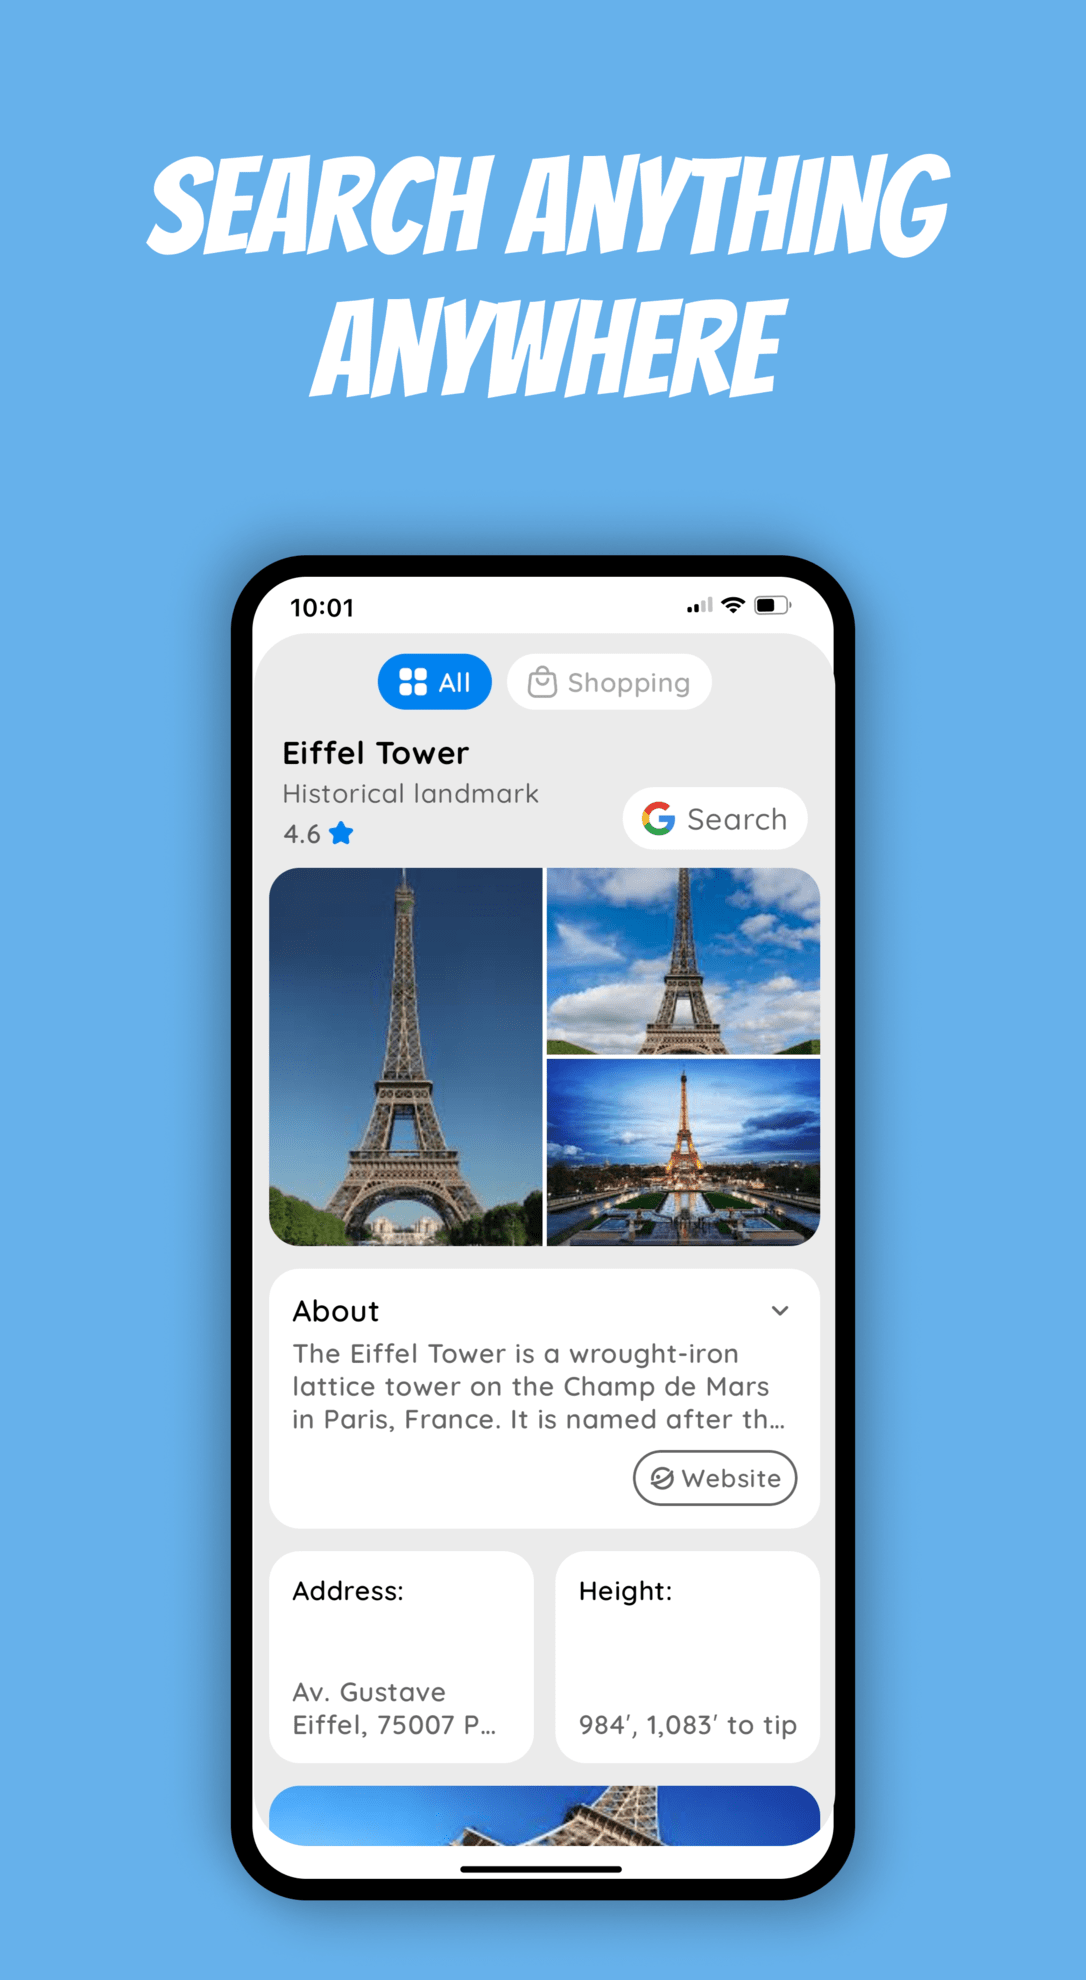 SEARCH ANYTHING
ANYWHERE
10:01
All
Shopping
Eiffel Tower
Historical landmark
4.6
Search
About
The Eiffel Tower is a wrought-iron
lattice tower on the Champ de Mars
in Paris, France. It is named after th...
Website
Address:
Av. Gustave
Eiffel, 75007 P...
Height:
984′, 1,083′ to tip